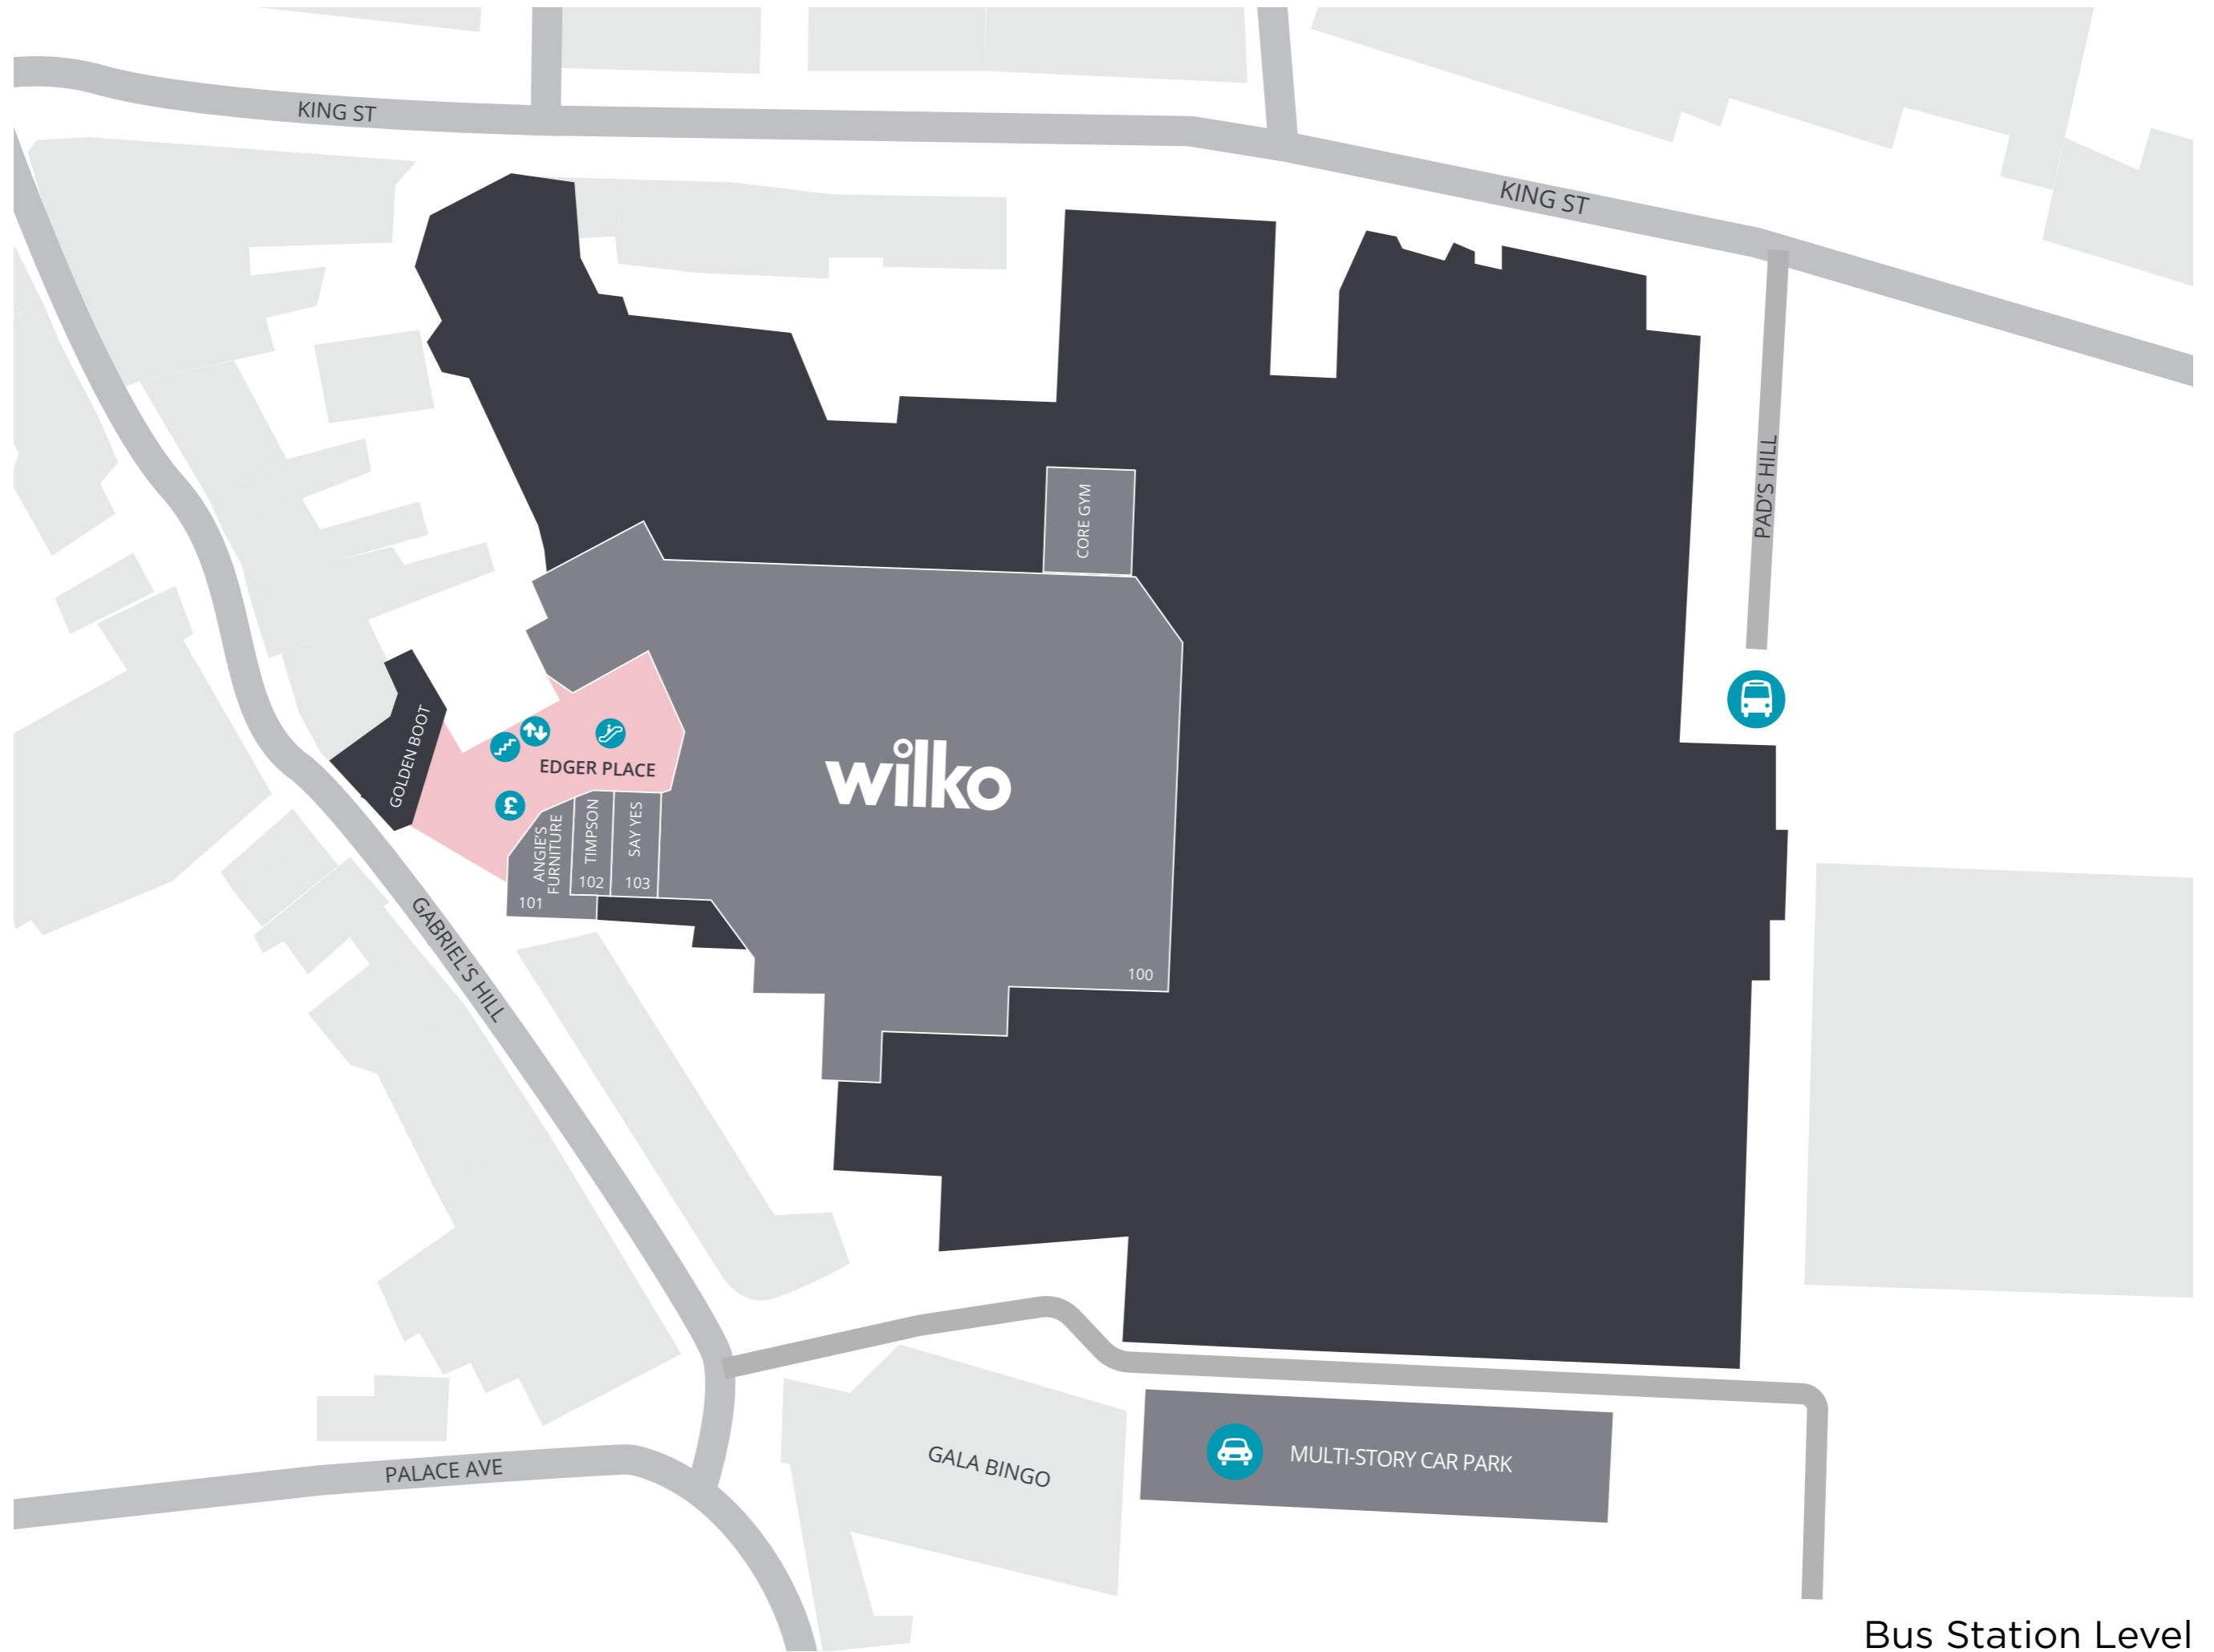 KING ST
KING ST
PAD'S HILL
CORE GYM
GOLDEN BOOT
EDGER PLACE
£
wilko
ANGIE'S
FURNITURE
101
TIMPSON
102
SAY YES
103
100
GABRIEL'S HILL
PALACE AVE
GALA BINGO
MULTI-STORY CAR PARK
Bus Station Level